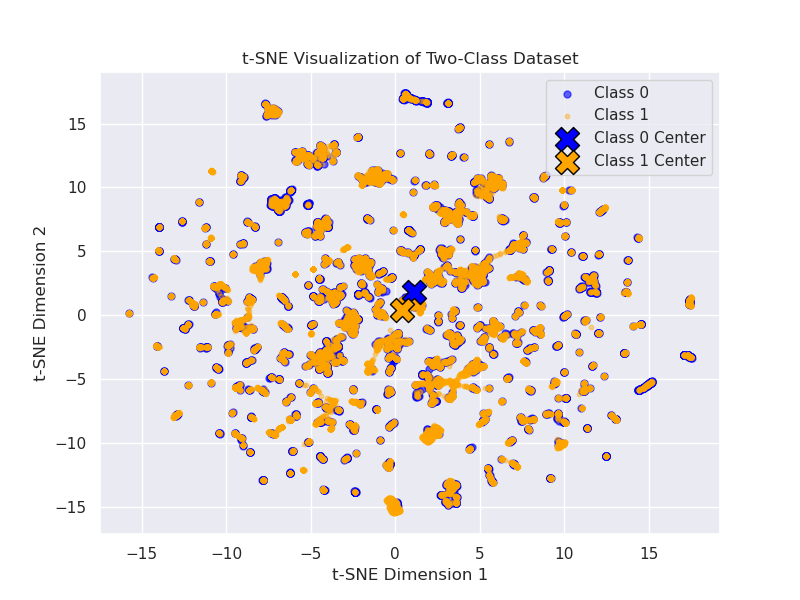 t-SNE Visualization of Two-Class Dataset
Class 0
Class 1
Class 0 Center
Class 1 Center
15
10
5
0
−5
−10
−15
t-SNE Dimension 2
−15
−10
−5
0
5
10
15
t-SNE Dimension 1